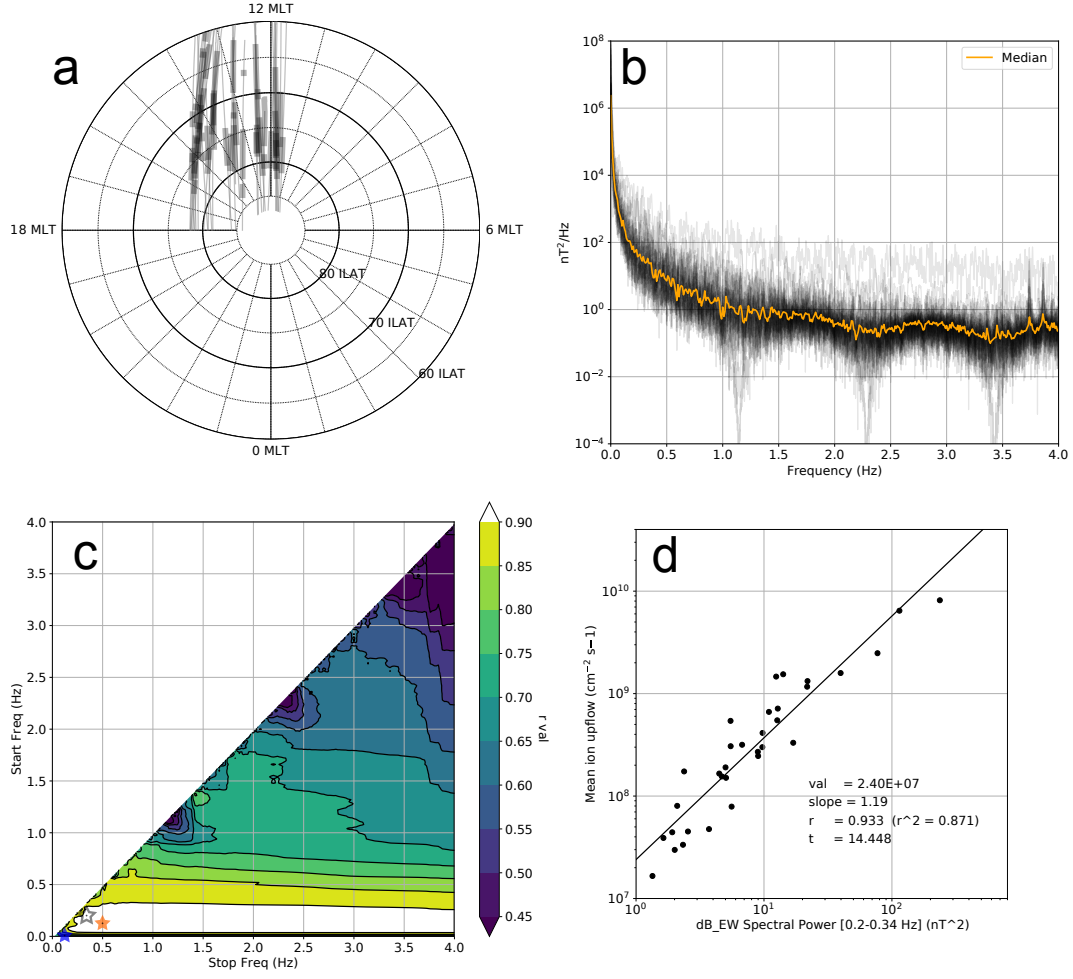 a
12 MLT
18 MLT
6 MLT
80 ILAT
70 ILAT
60 ILAT
0 MLT
b
10^8
10^6
10^4
10^2
10^0
10^−2
10^−4
nT^2/Hz
Median
0.0 0.5 1.0 1.5 2.0 2.5 3.0 3.5 4.0
Frequency (Hz)
c
4.0
3.5
3.0
2.5
2.0
1.5
1.0
0.5
0.0
Start Freq (Hz)
0.0 0.5 1.0 1.5 2.0 2.5 3.0 3.5 4.0
Stop Freq (Hz)
0.90
0.85
0.80
0.75
0.70
0.65
0.60
0.55
0.50
0.45
r val
d
10^10
10^9
10^8
10^7
Mean ion upflow (cm^−2 s−1)
val = 2.40E+07
slope = 1.19
r = 0.933 (r^2 = 0.871)
t = 14.448
10^0 10^1 10^2
dB_EW Spectral Power [0.2-0.34 Hz] (nT^2)